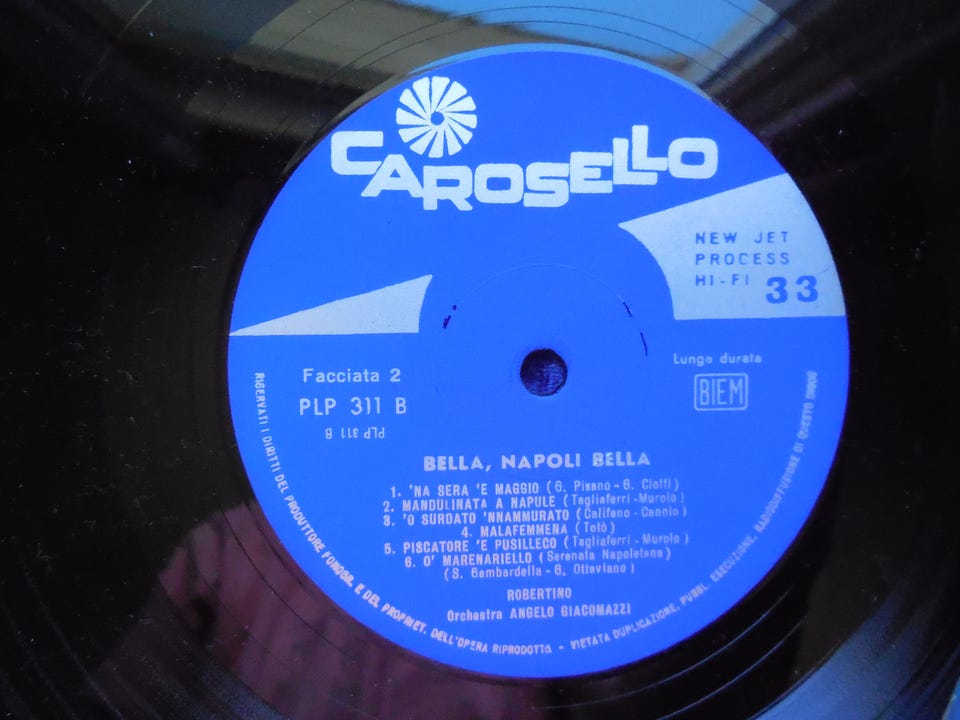 CAROSELLO
NEW JET
PROCESS
HI-FI 33
Facciata 2
PLP 311 B
PLP 311 B
Lunga durata
BIEM
BELLA, NAPOLI BELLA
1. 'NA SERA 'E MAGGIO (G. Pisano - G. Cioffi)
2. MANDULINATA A NAPULE (Tagliaferri - Murolo)
3. 'O SURDATO 'NNAMMURATO (Califano - Cannio)
4. MALAFEMMENA (Totò)
5. PISCATORE 'E PUSILLECO (Tagliaferri - Murolo)
6. O' MARENARIELLO (Serenata Napoletana)
(S. Gambardella - G. Ottaviano)
ROBERTINO
Orchestra ANGELO GIACOMAZZI
RISERVATI I DIRITTI DEL PRODUTTORE FONOGR. E DEL PROPRIET. DELL'OPERA RIPRODOTTA - VIETATA DUPLICAZIONE, PUBBL. ESECUZIONE, RADIODIFFUSIONE DI QUESTO DISCO